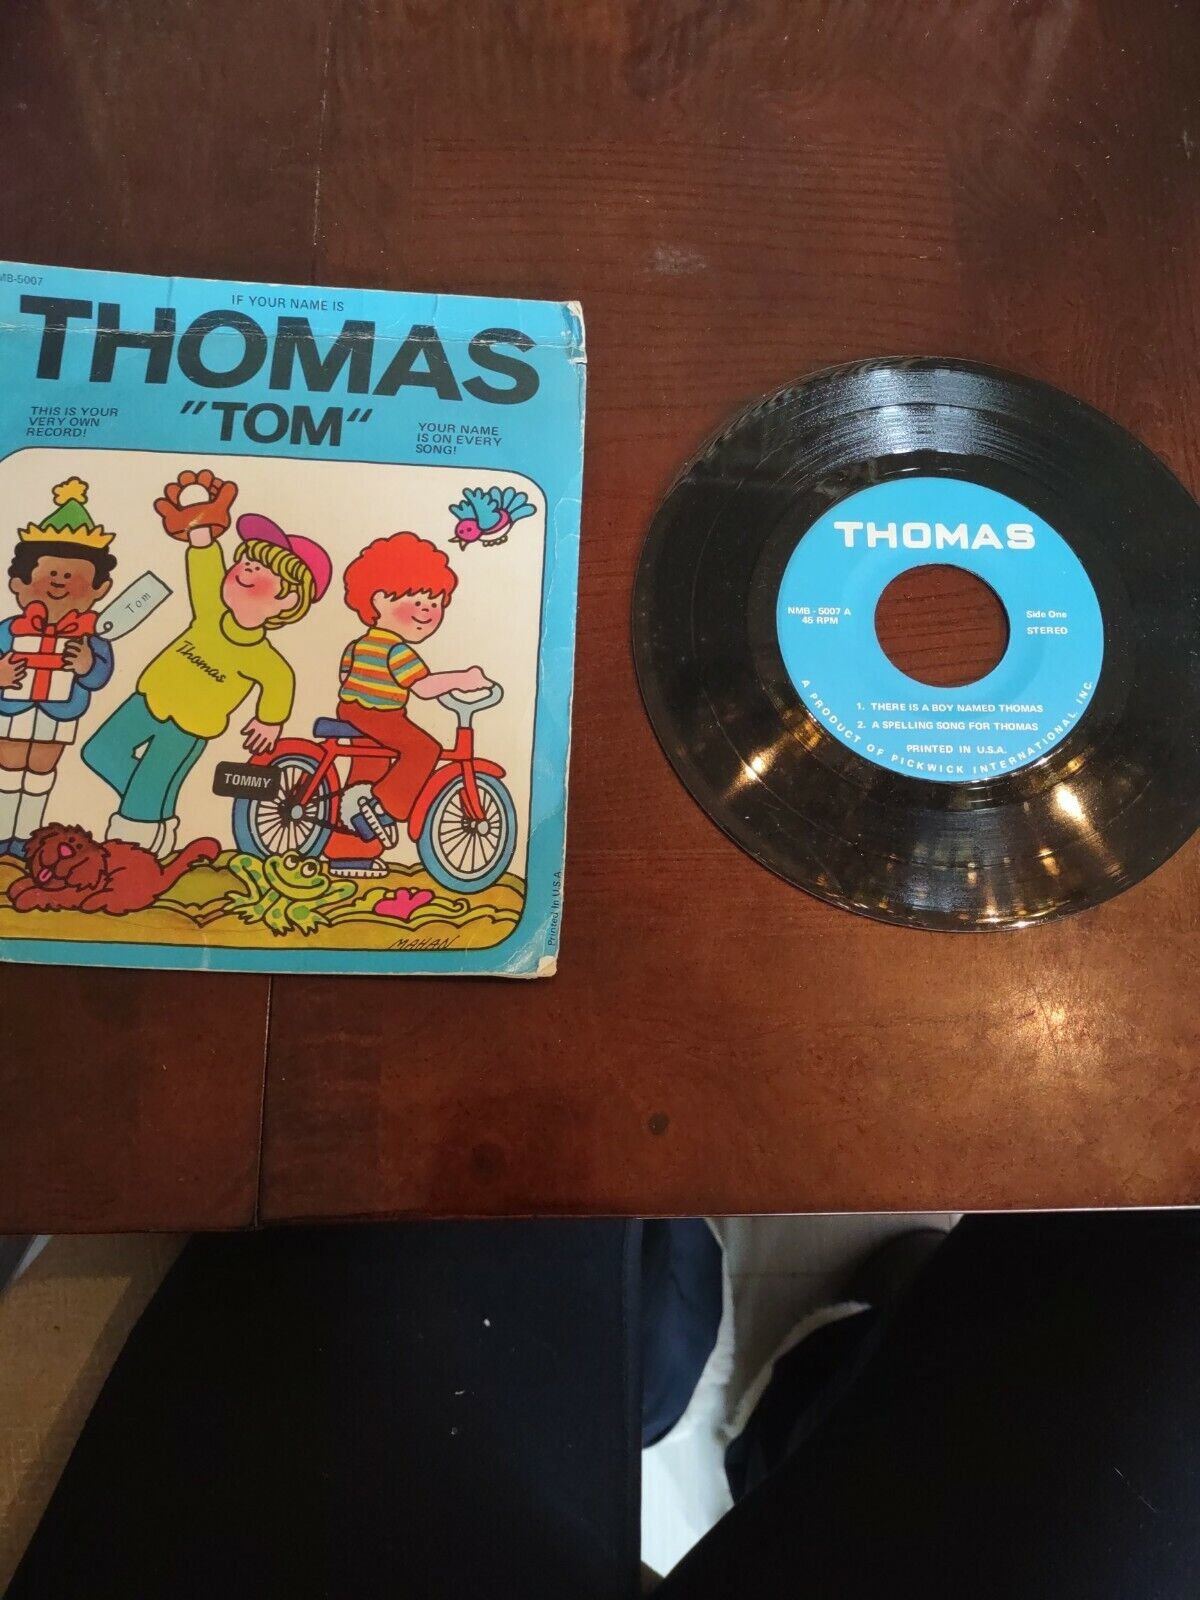 MB-5007
IF YOUR NAME IS
THOMAS
"TOM"
THIS IS YOUR
VERY OWN
RECORD!
YOUR NAME
IS ON EVERY
SONG!
Tom
Thomas
TOMMY
MAHAN
Printed in U.S.A.
THOMAS
NMB - 5007 A
45 RPM
Side One
STEREO
1. THERE IS A BOY NAMED THOMAS
2. A SPELLING SONG FOR THOMAS
PRINTED IN U.S.A.
A PRODUCT OF PICKWICK INTERNATIONAL, INC.